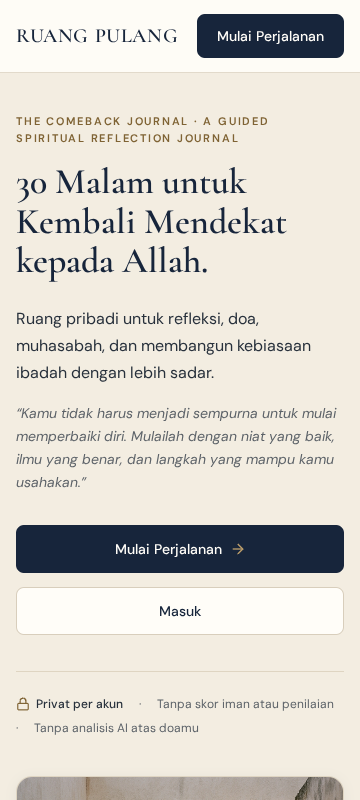 RUANG PULANG
Mulai Perjalanan
THE COMEBACK JOURNAL · A GUIDED
SPIRITUAL REFLECTION JOURNAL
30 Malam untuk
Kembali Mendekat
kepada Allah.
Ruang pribadi untuk refleksi, doa,
muhasabah, dan membangun kebiasaan
ibadah dengan lebih sadar.
“Kamu tidak harus menjadi sempurna untuk mulai
memperbaiki diri. Mulailah dengan niat yang baik,
ilmu yang benar, dan langkah yang mampu kamu
usahakan.”
Mulai Perjalanan →
Masuk
Privat per akun · Tanpa skor iman atau penilaian
· Tanpa analisis AI atas doamu